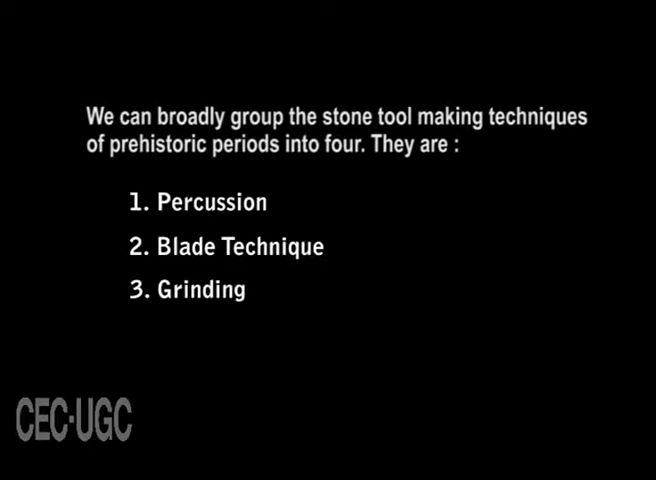 We can broadly group the stone tool making techniques
of prehistoric periods into four. They are :
1. Percussion
2. Blade Technique
3. Grinding
CEC-UGC